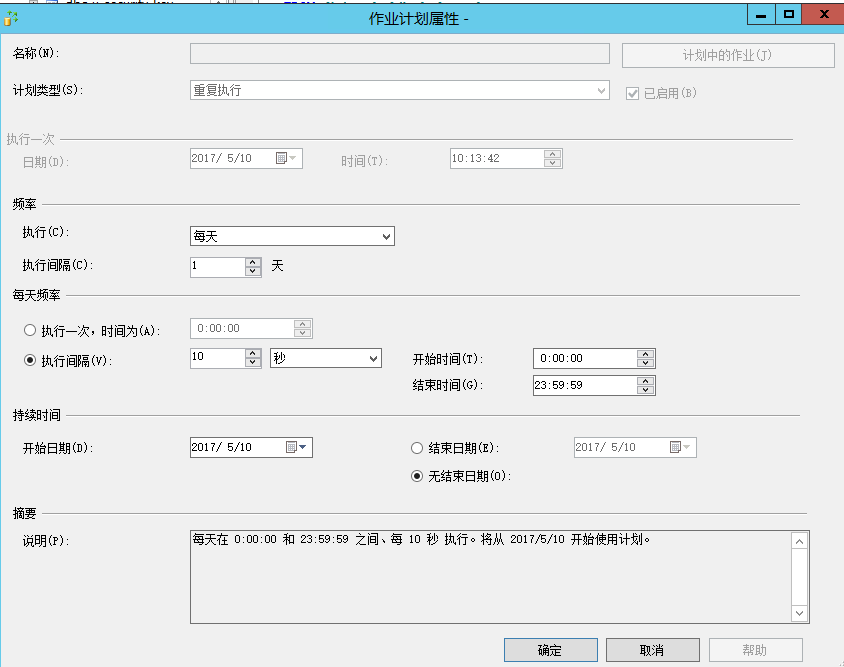 作业计划属性 -
名称(N):
计划中的作业(J)
计划类型(S):
重复执行
已启用(B)
执行一次
日期(D):
2017/ 5/10
时间(T):
10:13:42
频率
执行(C):
每天
执行间隔(C):
1
天
每天频率
执行一次，时间为(A):
0:00:00
执行间隔(V):
10
秒
开始时间(T):
0:00:00
结束时间(G):
23:59:59
持续时间
开始日期(D):
2017/ 5/10
结束日期(E):
2017/ 5/10
无结束日期(O):
摘要
说明(P):
每天在 0:00:00 和 23:59:59 之间、每 10 秒 执行。将从 2017/5/10 开始使用计划。
确定
取消
帮助